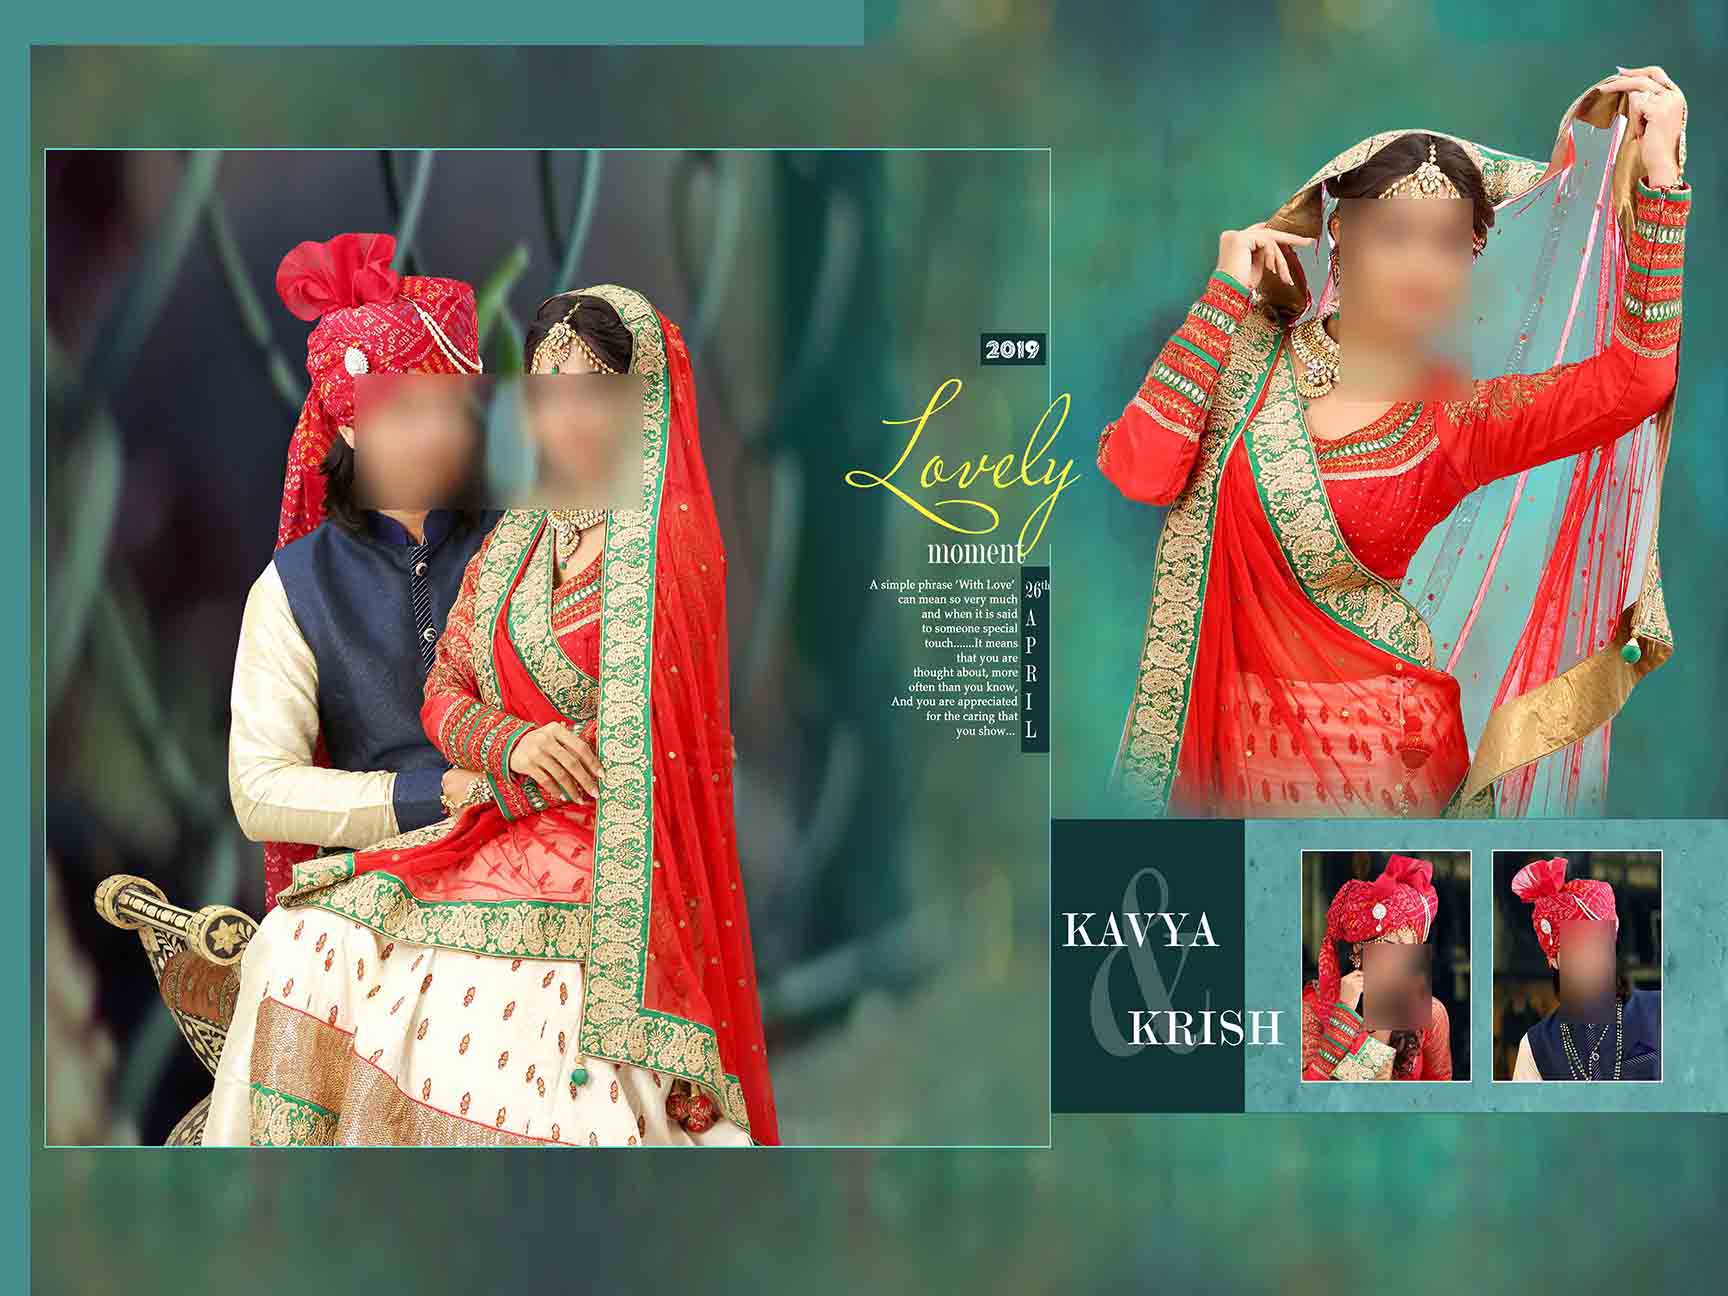 2019
Lovely
moment
A simple phrase ‘With Love’
can mean so very much
and when it is said
to someone special
touch.......It means
that you are
thought about, more
often than you know,
And you are appreciated
for the caring that
you show...
26th
APRIL
KAVYA
&
KRISH